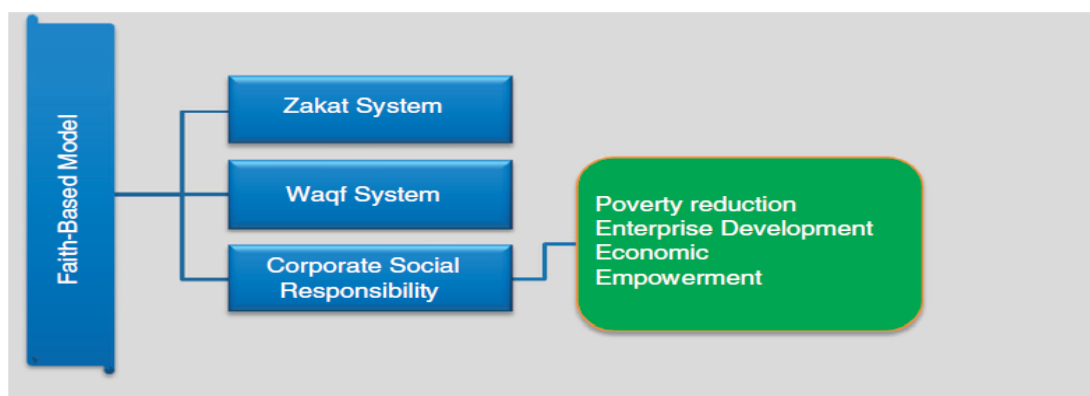 Faith-Based Model
Zakat System
Waqf System
Corporate Social
Responsibility
Poverty reduction
Enterprise Development
Economic
Empowerment